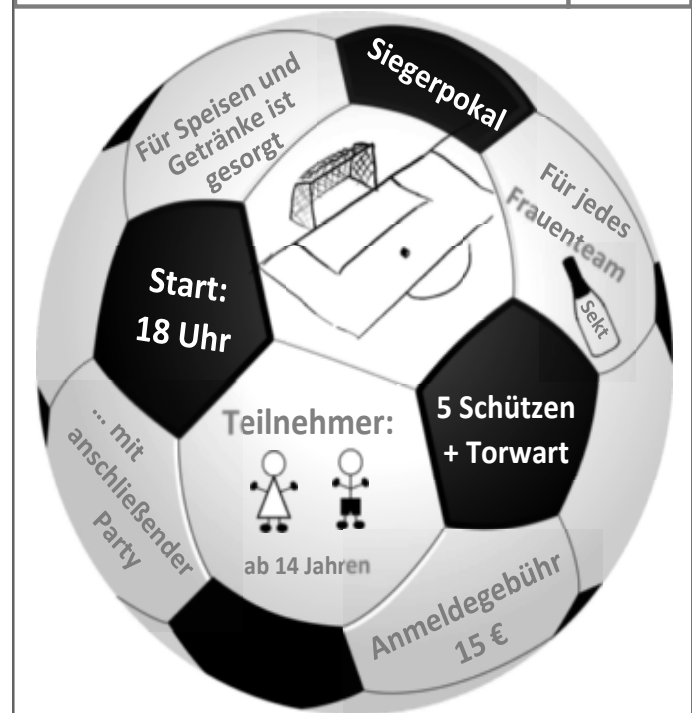 Für Speisen und
Getränke ist
gesorgt
Siegerpokal
Für jedes
Frauenteam
Sekt
Start:
18 Uhr
5 Schützen
+ Torwart
Teilnehmer:
ab 14 Jahren
... mit
anschließender
Party
Anmeldegebühr
15 €